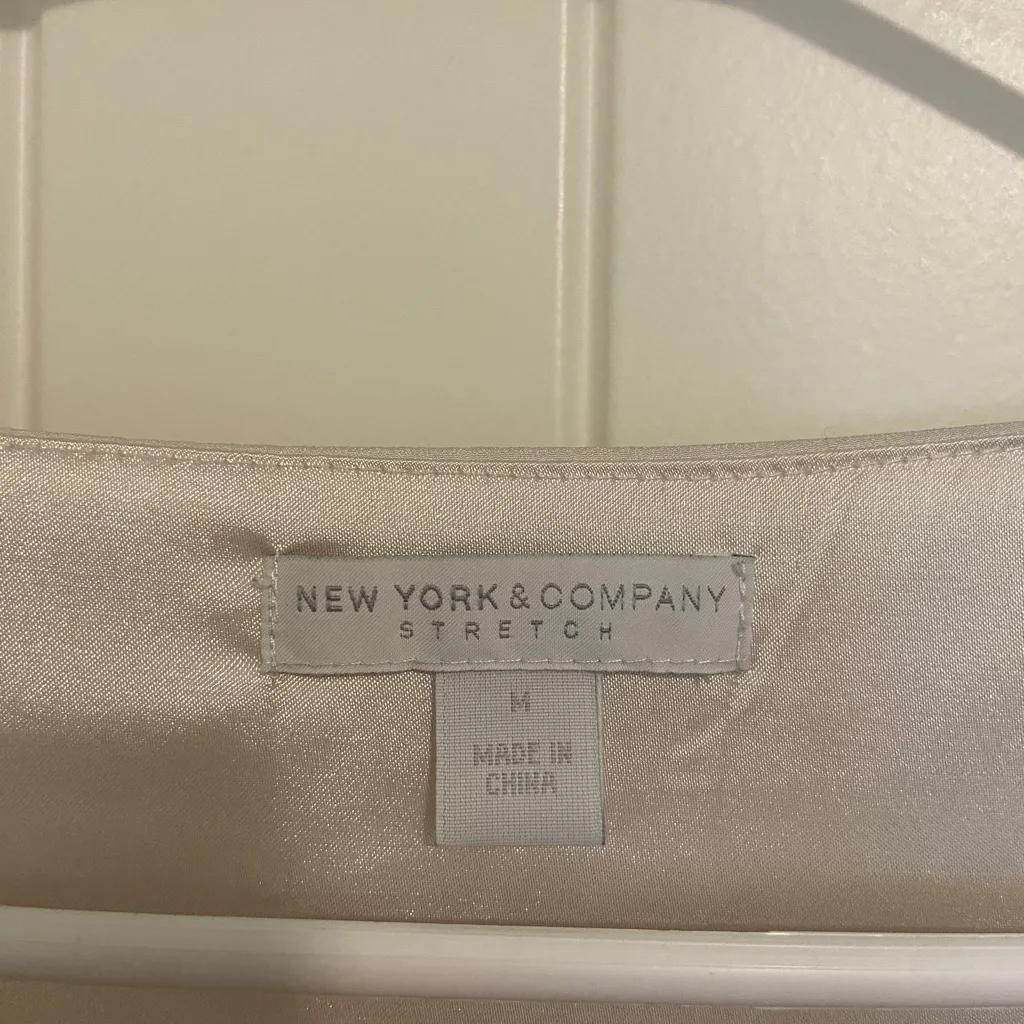 NEW YORK & COMPANY
STRETCH
M
MADE IN
CHINA